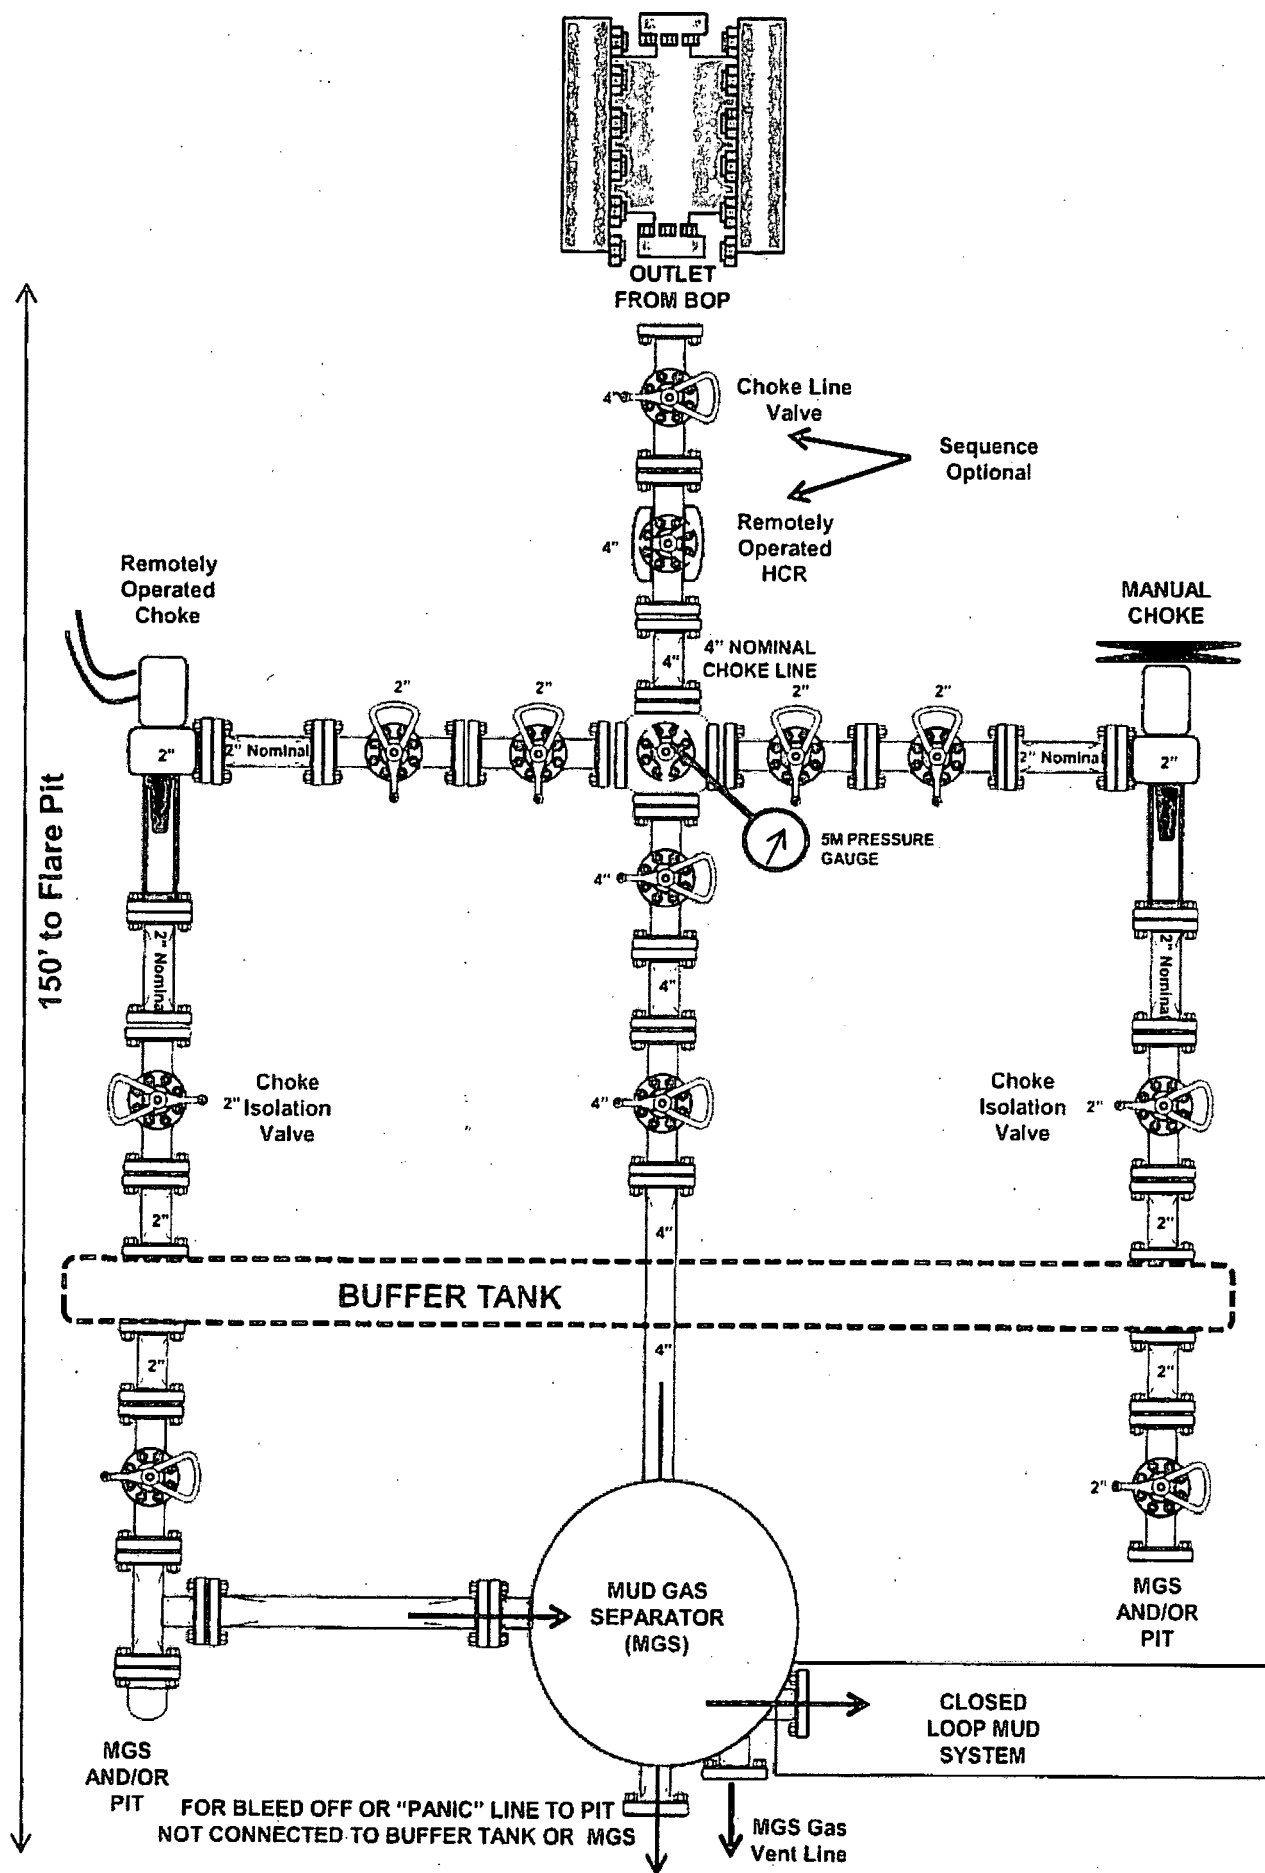 OUTLET
FROM BOP
4"
Choke Line
Valve
Sequence
Optional
4"
Remotely
Operated
HCR
Remotely
Operated
Choke
MANUAL
CHOKE
4" NOMINAL
CHOKE LINE
4"
2"
2"
2"
2"
2"
2" Nominal
2" Nominal
2"
5M PRESSURE
GAUGE
4"
150' to Flare Pit
2" Nominal
4"
2" Nominal
2"
Choke
Isolation
Valve
4"
Choke
Isolation
Valve
2"
2"
4"
2"
BUFFER TANK
2"
4"
2"
2"
MUD GAS
SEPARATOR
(MGS)
MGS
AND/OR
PIT
CLOSED
LOOP MUD
SYSTEM
MGS
AND/OR
PIT
FOR BLEED OFF OR "PANIC" LINE TO PIT
NOT CONNECTED TO BUFFER TANK OR MGS
MGS Gas
Vent Line